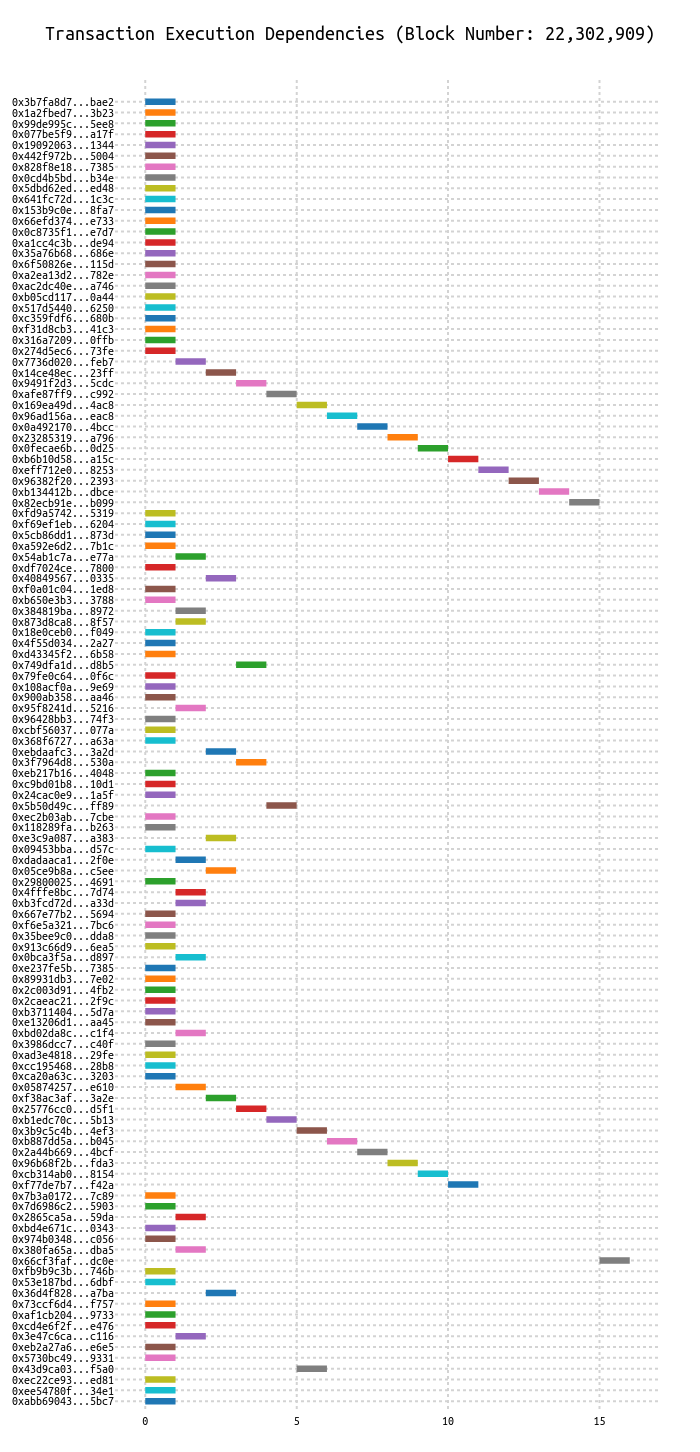 Transaction Execution Dependencies (Block Number: 22,302,909)
0x3b7fa8d7...bae2
0x1a2fbed7...3b23
0x99de995c...5ee8
0x077be5f9...a17f
0x19092063...1344
0x442f972b...5004
0x828f8e18...7385
0x0cd4b5bd...b34e
0x5dbd62ed...ed48
0x641fc72d...1c3c
0x153b9c0e...8fa7
0x66efd374...e733
0x0c8735f1...e7d7
0xa1cc4c3b...de94
0x35a76b68...686e
0x6f50826e...115d
0xa2ea13d2...782e
0xac2dc40e...a746
0xb05cd117...0a44
0x517d5440...6250
0xc359fdf6...680b
0xf31d8cb3...41c3
0x316a7209...0ffb
0x274d5ec6...73fe
0x7736d020...feb7
0x14ce48ec...23ff
0x9491f2d3...5cdc
0xafe87ff9...c992
0x169ea49d...4ac8
0x96ad156a...eac8
0x0a492170...4bcc
0x23285319...a796
0x0fecae6b...0d25
0xb6b10d58...a15c
0xeff712e0...8253
0x96382f20...2393
0xb134412b...dbce
0x82ecb91e...b099
0xfd9a5742...5319
0xf69ef1eb...6204
0x5cb86dd1...873d
0xa592e6d2...7b1c
0x54ab1c7a...e77a
0xdf7024ce...7800
0x40849567...0335
0xf0a01c04...1ed8
0xb650e3b3...3788
0x384819ba...8972
0x873d8ca8...8f57
0x18e0ceb0...f049
0x4f55d034...2a27
0xd43345f2...6b58
0x749dfa1d...d8b5
0x79fe0c64...0f6c
0x108acf0a...9e69
0x900ab358...aa46
0x95f8241d...5216
0x96428bb3...74f3
0xcbf56037...077a
0x368f6727...a63a
0xebdaafc3...3a2d
0x3f7964d8...530a
0xeb217b16...4048
0xc9bd01b8...10d1
0x24cac0e9...1a5f
0x5b50d49c...ff89
0xec2b03ab...7cbe
0x118289fa...b263
0xe3c9a087...a383
0x09453bba...d57c
0xdadaaca1...2f0e
0x05ce9b8a...c5ee
0x29800025...4691
0x4fffe8bc...7d74
0xb3fcd72d...a33d
0x667e77b2...5694
0xf6e5a321...7bc6
0x35bee9c0...dda8
0x913c66d9...6ea5
0x0bca3f5a...d897
0xe237fe5b...7385
0x89931db3...7e02
0x2c003d91...4fb2
0x2caeac21...2f9c
0xb3711404...5d7a
0xe13206d1...aa45
0xbd02da8c...c1f4
0x3986dcc7...c40f
0xad3e4818...29fe
0xcc195468...28b8
0xca20a63c...3203
0x05874257...e610
0xf38ac3af...3a2e
0x25776cc0...d5f1
0xb1edc70c...5b13
0x3b9c5c4b...4ef3
0xb887dd5a...b045
0x2a44b669...4bcf
0x96b68f2b...fda3
0xcb314ab0...8154
0xf77de7b7...f42a
0x7b3a0172...7c89
0x7d6986c2...5903
0x2865ca5a...59da
0xbd4e671c...0343
0x974b0348...c056
0x380fa65a...dba5
0x66cf3faf...dc0e
0xfb9b9c3b...746b
0x53e187bd...6dbf
0x36d4f828...a7ba
0x73ccf6d4...f757
0xaf1cb204...9733
0xcd4e6f2f...e476
0x3e47c6ca...c116
0xeb2a27a6...e6e5
0x5730bc49...9331
0x43d9ca03...f5a0
0xec22ce93...ed81
0xee54780f...34e1
0xabb69043...5bc7
0 5 10 15